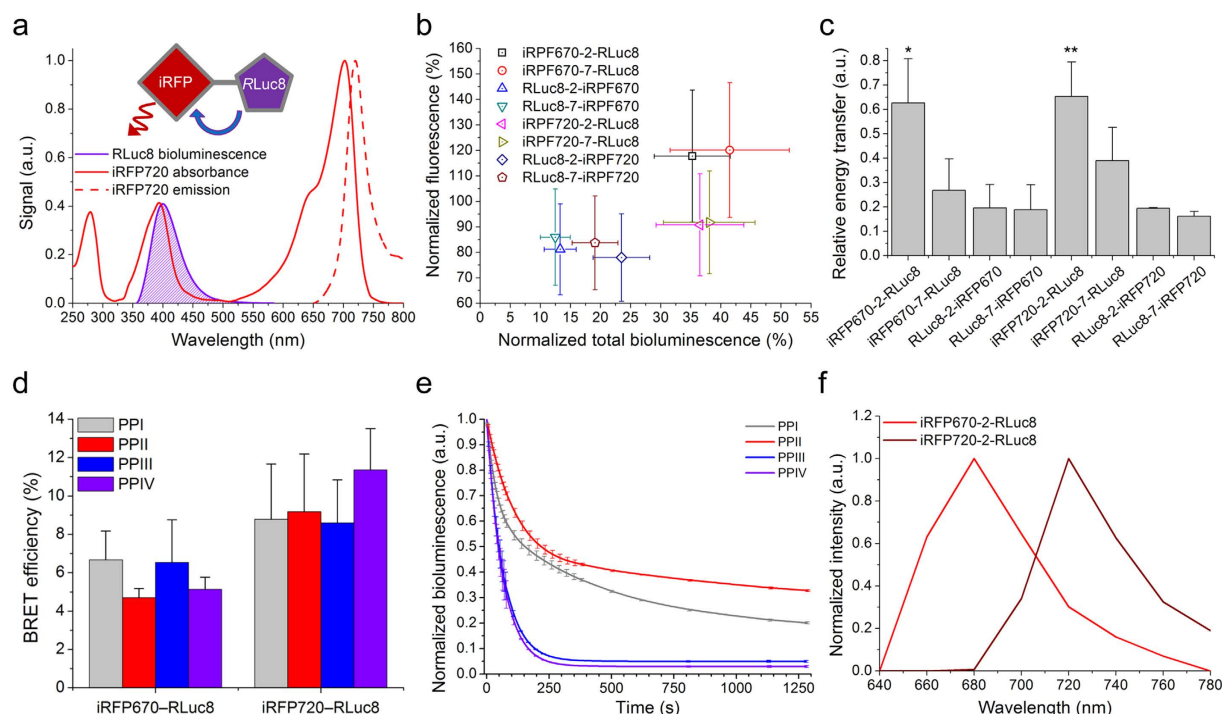 a
iRFP
RLuc8
RLuc8 bioluminescence
iRFP720 absorbance
iRFP720 emission
Signal (a.u.)
1.0
0.8
0.6
0.4
0.2
0.0
250 300 350 400 450 500 550 600 650 700 750 800
Wavelength (nm)
b
iRPF670-2-RLuc8
iRPF670-7-RLuc8
RLuc8-2-iRPF670
RLuc8-7-iRPF670
iRPF720-2-RLuc8
iRPF720-7-RLuc8
RLuc8-2-iRPF720
RLuc8-7-iRPF720
Normalized fluorescence (%)
160
150
140
130
120
110
100
90
80
70
60
0 5 10 15 20 25 30 35 40 45 50 55
Normalized total bioluminescence (%)
c
* **
Relative energy transfer (a.u.)
0.9
0.8
0.7
0.6
0.5
0.4
0.3
0.2
0.1
0.0
iRFP670-2-RLuc8
iRFP670-7-RLuc8
RLuc8-2-iRFP670
RLuc8-7-iRFP670
iRFP720-2-RLuc8
iRFP720-7-RLuc8
RLuc8-2-iRFP720
RLuc8-7-iRFP720
d
PPI
PPII
PPIII
PPIV
BRET efficiency (%)
14
12
10
8
6
4
2
0
iRFP670–RLuc8 iRFP720–RLuc8
e
PPI
PPII
PPIII
PPIV
Normalized bioluminescence (a.u.)
1.0
0.9
0.8
0.7
0.6
0.5
0.4
0.3
0.2
0.1
0.0
0 250 500 750 1000 1250
Time (s)
f
iRFP670-2-RLuc8
iRFP720-2-RLuc8
Normalized intensity (a.u.)
1.2
1.0
0.8
0.6
0.4
0.2
0.0
640 660 680 700 720 740 760 780
Wavelength (nm)